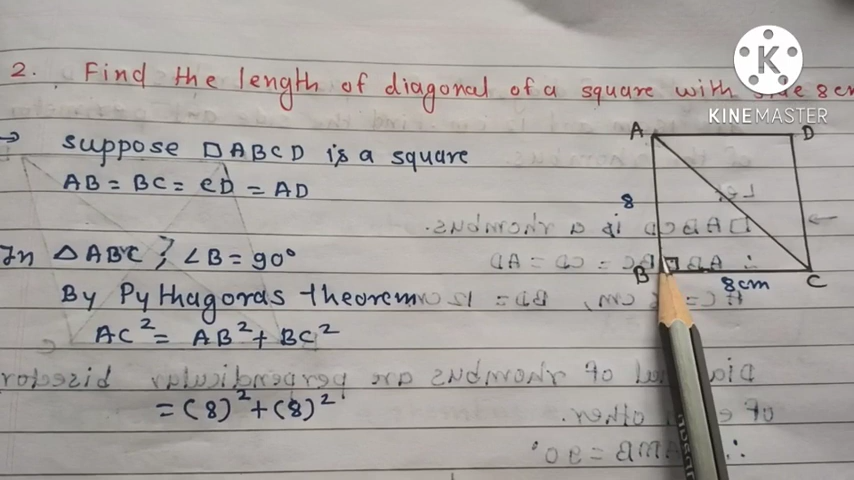 2. Find the length of diagonal of a square with side 8cm
KINEMASTER
→ suppose □ABCD is a square
AB = BC = CD = AD
In △ABC ; ∠B = 90°
By Pythagoras theorem
AC² = AB² + BC²
= (8)² + (8)²
A D
8
B C
8cm